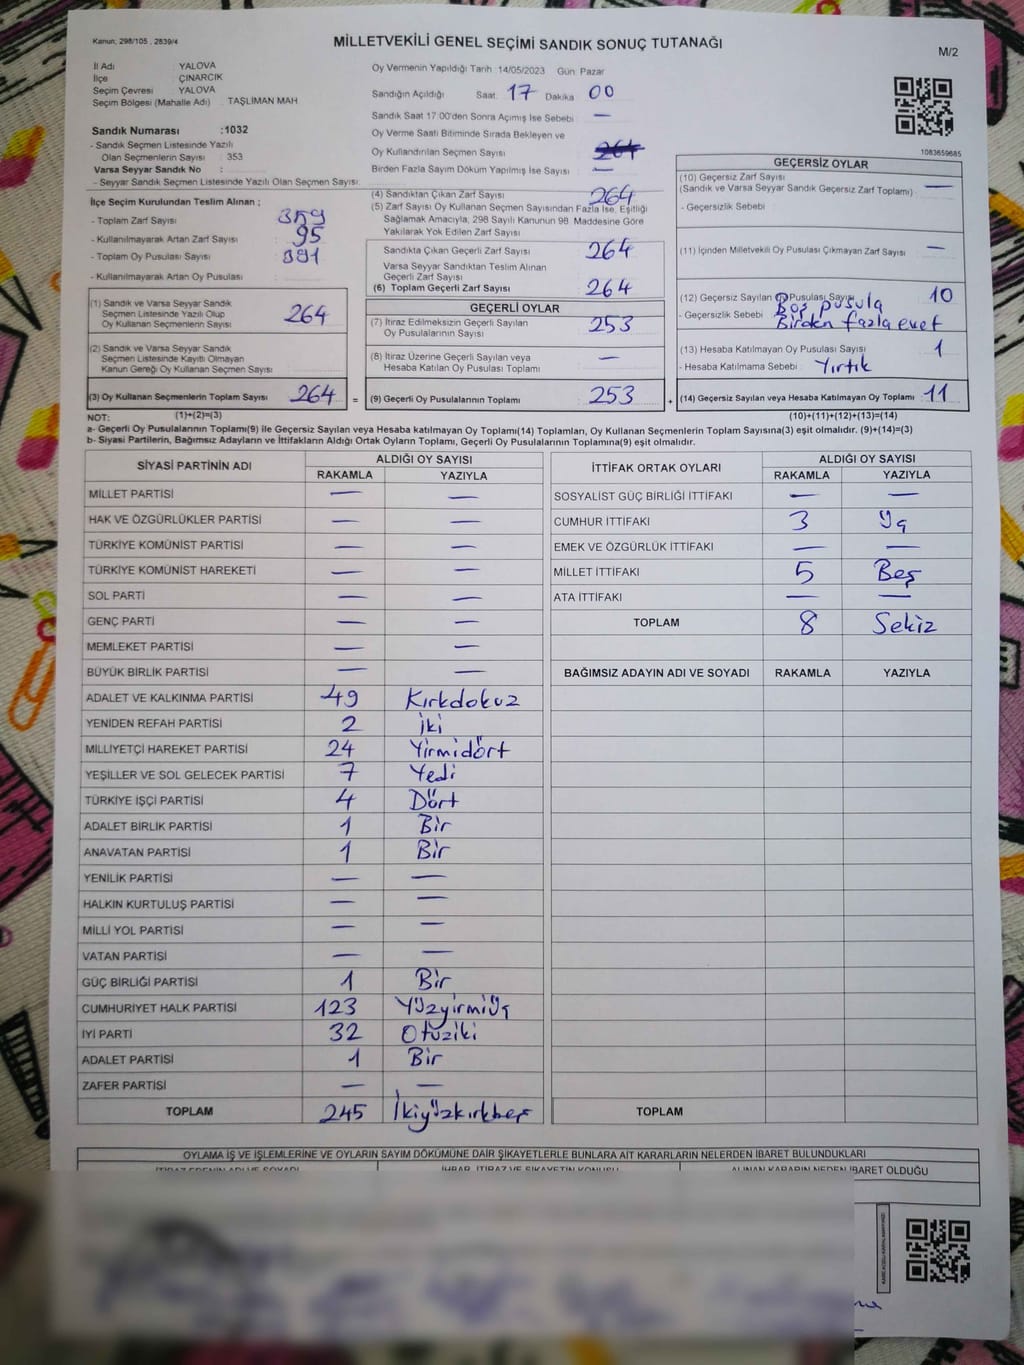 Kanun, 298/105 , 2839/4
MİLLETVEKİLİ GENEL SEÇİMİ SANDIK SONUÇ TUTANAĞI
M/2
İl Adı YALOVA
İlçe ÇINARCIK
Seçim Çevresi YALOVA
Seçim Bölgesi (Mahalle Adı) TAŞLIMAN MAH
Sandık Numarası :1032
- Sandık Seçmen Listesinde Yazılı
Olan Seçmenlerin Sayısı : 353
Varsa Seyyar Sandık No :
- Seyyar Sandık Seçmen Listesinde Yazılı Olan Seçmen Sayısı:
İlçe Seçim Kurulundan Teslim Alınan ;
- Toplam Zarf Sayısı 359
- Kullanılmayarak Artan Zarf Sayısı 95
- Toplam Oy Pusulası Sayısı 391
- Kullanılmayarak Artan Oy Pusulası :
(1) Sandık ve Varsa Seyyar Sandık
Seçmen Listesinde Yazılı Olup
Oy Kullanan Seçmenlerin Sayısı 264
(2) Sandık ve Varsa Seyyar Sandık
Seçmen Listesinde Kayıtlı Olmayan
Kanun Gereği Oy Kullanan Seçmen Sayısı :
(3) Oy Kullanan Seçmenlerin Toplam Sayısı 264 =
Oy Vermenin Yapıldığı Tarih 14/05/2023 Gün: Pazar
Sandığın Açıldığı Saat: 17 Dakika 00
Sandık Saat 17:00'den Sonra Açımış İse Sebebi : —
Oy Verme Saati Bitiminde Sırada Bekleyen ve
Oy Kullandırılan Seçmen Sayısı 264
Birden Fazla Sayım Döküm Yapılmış İse Sayısı : —
(4) Sandıktan Çıkan Zarf Sayısı 264
(5) Zarf Sayısı Oy Kullanan Seçmen Sayısından Fazla İse, Eşitliği
Sağlamak Amacıyla, 298 Sayılı Kanunun 98. Maddesine Göre
Yakılarak Yok Edilen Zarf Sayısı
Sandıkta Çıkan Geçerli Zarf Sayısı 264
Varsa Seyyar Sandıktan Teslim Alınan
Geçerli Zarf Sayısı
(6) Toplam Geçerli Zarf Sayısı 264
GEÇERLİ OYLAR
(7) İtiraz Edilmeksizin Geçerli Sayılan
Oy Pusulalarının Sayısı 253
(8) İtiraz Üzerine Geçerli Sayılan veya
Hesaba Katılan Oy Pusulası Toplamı —
(9) Geçerli Oy Pusulalarının Toplamı 253 +
1083659685
GEÇERSİZ OYLAR
(10) Geçersiz Zarf Sayısı
(Sandık ve Varsa Seyyar Sandık Geçersiz Zarf Toplamı) —
- Geçersizlik Sebebi
(11) İçinden Milletvekili Oy Pusulası Çıkmayan Zarf Sayısı —
(12) Geçersiz Sayılan Oy Pusulası Sayısı 10
- Geçersizlik Sebebi Boş pusula
Birden fazla evet
(13) Hesaba Katılmayan Oy Pusulası Sayısı 1
- Hesaba Katılmama Sebebi : Yırtık
(14) Geçersiz Sayılan veya Hesaba Katılmayan Oy Toplamı 11
NOT: (1)+(2)=(3) (10)+(11)+(12)+(13)=(14)
a- Geçerli Oy Pusulalarının Toplamı(9) ile Geçersiz Sayılan veya Hesaba katılmayan Oy Toplamı(14) Toplamları, Oy Kullanan Seçmenlerin Toplam Sayısına(3) eşit olmalıdır. (9)+(14)=(3)
b- Siyasi Partilerin, Bağımsız Adayların ve İttifakların Aldığı Ortak Oyların Toplamı, Geçerli Oy Pusulalarının Toplamına(9) eşit olmalıdır.
SİYASİ PARTİNİN ADI ALDIĞI OY SAYISI
RAKAMLA YAZIYLA
MİLLET PARTİSİ — —
HAK VE ÖZGÜRLÜKLER PARTİSİ — —
TÜRKİYE KOMÜNİST PARTİSİ — —
TÜRKİYE KOMÜNİST HAREKETİ — —
SOL PARTİ — —
GENÇ PARTİ — —
MEMLEKET PARTİSİ — —
BÜYÜK BİRLİK PARTİSİ — —
ADALET VE KALKINMA PARTİSİ 49 Kırkdokuz
YENİDEN REFAH PARTİSİ 2 iki
MİLLİYETÇİ HAREKET PARTİSİ 24 Yirmidört
YEŞİLLER VE SOL GELECEK PARTİSİ 7 Yedi
TÜRKİYE İŞÇİ PARTİSİ 4 Dört
ADALET BİRLİK PARTİSİ 1 Bir
ANAVATAN PARTİSİ 1 Bir
YENİLİK PARTİSİ — —
HALKIN KURTULUŞ PARTİSİ — —
MİLLİ YOL PARTİSİ — —
VATAN PARTİSİ — —
GÜÇ BİRLİĞİ PARTİSİ 1 Bir
CUMHURİYET HALK PARTİSİ 123 Yüzyirmiüç
İYİ PARTİ 32 Otuziki
ADALET PARTİSİ 1 Bir
ZAFER PARTİSİ — —
TOPLAM 245 İkiyüzkırkbeş
İTTİFAK ORTAK OYLARI ALDIĞI OY SAYISI
RAKAMLA YAZIYLA
SOSYALİST GÜÇ BİRLİĞİ İTTİFAKI — —
CUMHUR İTTİFAKI 3 Üç
EMEK VE ÖZGÜRLÜK İTTİFAKI — —
MİLLET İTTİFAKI 5 Beş
ATA İTTİFAKI — —
TOPLAM 8 Sekiz
BAĞIMSIZ ADAYIN ADI VE SOYADI RAKAMLA YAZIYLA
TOPLAM
OYLAMA İŞ VE İŞLEMLERİNE VE OYLARIN SAYIM DÖKÜMÜNE DAİR ŞİKAYETLERLE BUNLARA AİT KARARLARIN NELERDEN İBARET BULUNDUKLARI
İTİRAZ EDENİN ADI VE SOYADI İHBAR, İTİRAZ VE ŞİKAYETİN KONUSU ALINAN KARARIN NEDEN İBARET OLDUĞU